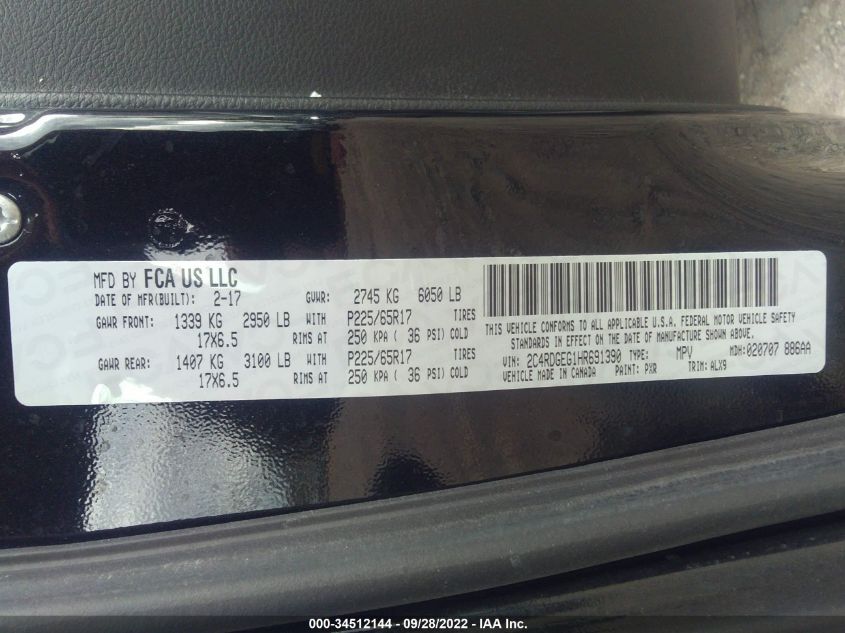 MFD BY FCA US LLC
DATE OF MFR(BUILT): 2-17 GVWR: 2745 KG 6050 LB
GAWR FRONT: 1339 KG 2950 LB WITH P225/65R17 TIRES
17X6.5 RIMS AT 250 KPA ( 36 PSI) COLD
GAWR REAR: 1407 KG 3100 LB WITH P225/65R17 TIRES
17X6.5 RIMS AT 250 KPA ( 36 PSI) COLD
THIS VEHICLE CONFORMS TO ALL APPLICABLE U.S.A. FEDERAL MOTOR VEHICLE SAFETY
STANDARDS IN EFFECT ON THE DATE OF MANUFACTURE SHOWN ABOVE.
VIN: 2C4RDGEG1HR691390 TYPE: MPV MDH: 020707 886AA
VEHICLE MADE IN CANADA PAINT: PXR TRIM: ALX9
000-34512144 - 09/28/2022 - IAA Inc.